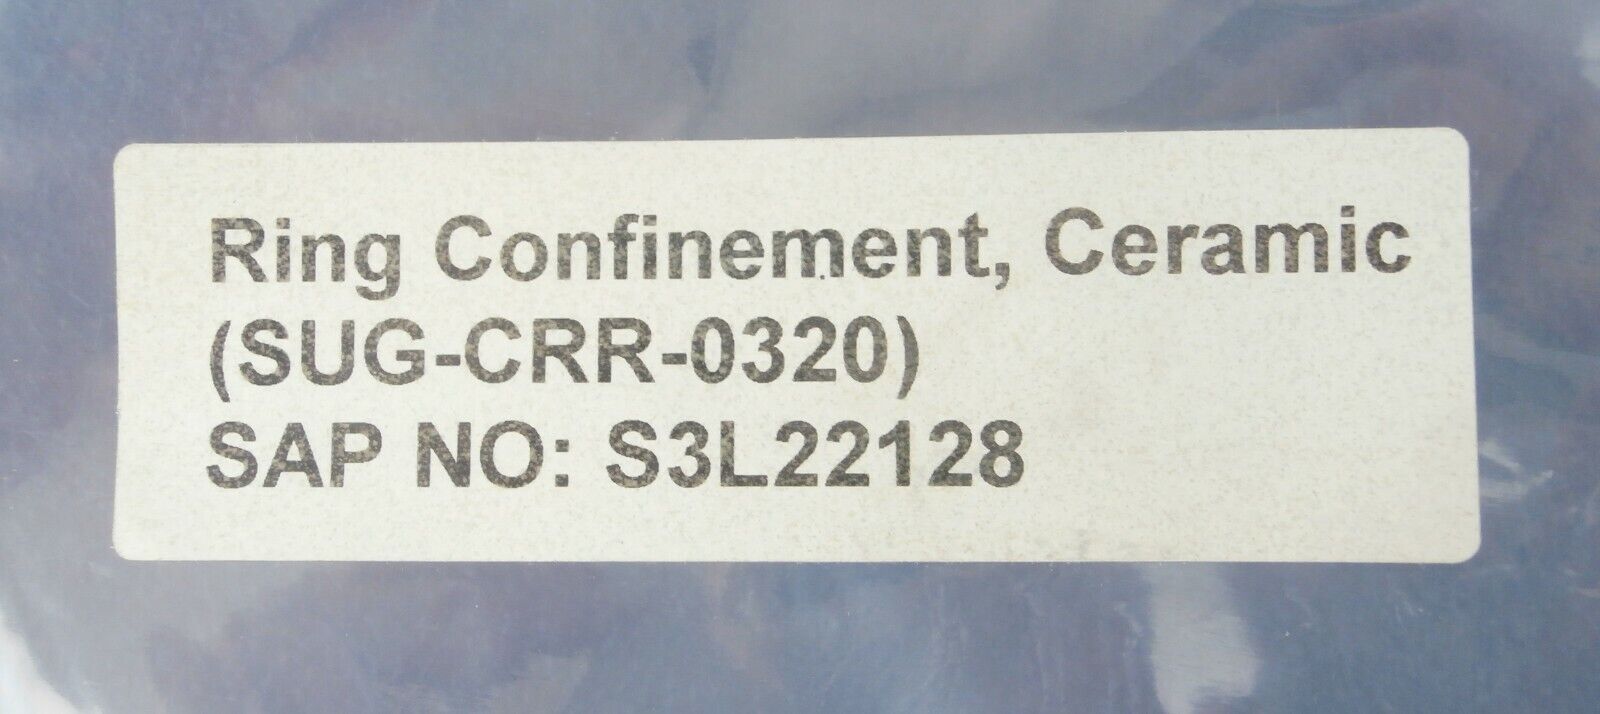 Ring Confinement, Ceramic
(SUG-CRR-0320)
SAP NO: S3L22128